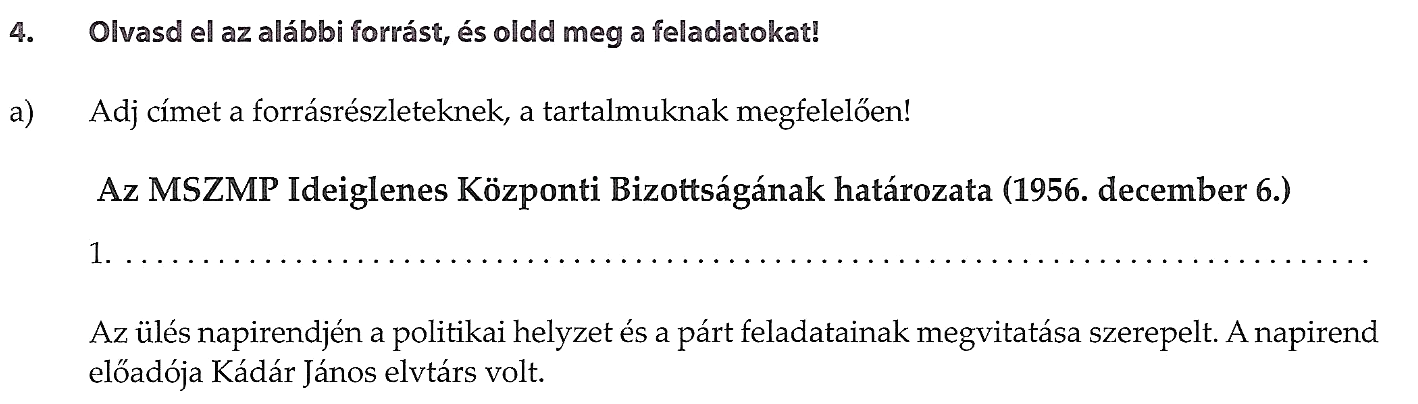 4. Olvasd el az alábbi forrást, és oldd meg a feladatokat!
a) Adj címet a forrásrészleteknek, a tartalmuknak megfelelően!
Az MSZMP Ideiglenes Központi Bizottságának határozata (1956. december 6.)
1. ...............................................................................
Az ülés napirendjén a politikai helyzet és a párt feladatainak megvitatása szerepelt. A napirend
előadója Kádár János elvtárs volt.